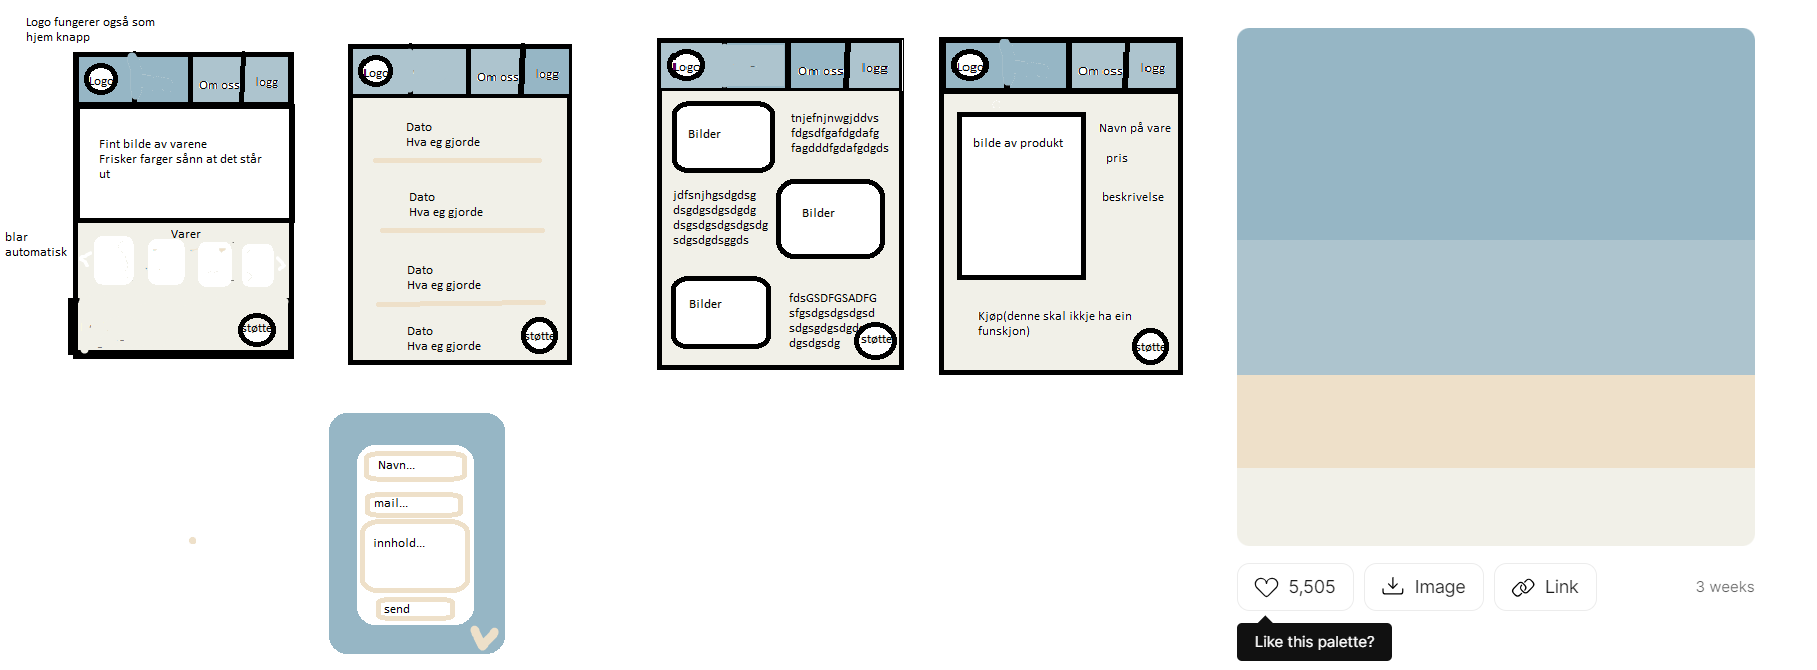 Logo fungerer også som
hjem knapp
Logo
Om oss
logg
Fint bilde av varene
Frisker farger sånn at det står
ut
blar
automatisk
Varer
støtte
Logo
Om oss
logg
Dato
Hva eg gjorde
Dato
Hva eg gjorde
Dato
Hva eg gjorde
Dato
Hva eg gjorde
støtte
Logo
Om oss
logg
Bilder
tnjefnjnwgjddvs
fdgsdfgafdgdafg
fagdddfgdafgdgds
jdfsnjhgsdgdsg
dsgdsgdsgdsgdg
dsgsdgsdgsdgsdg
sdgsgdgdsggds
Bilder
Bilder
fdsGSDFGSADFG
sfgsdgsdgsdgsd
dsgdsgdg
støtte
Logo
Om oss
logg
bilde av produkt
Navn på vare
pris
beskrivelse
Kjøp(denne skal ikkje ha ein
funskjon)
støtte
Navn...
mail...
innhold...
send
5,505
Image
Link
3 weeks
Like this palette?